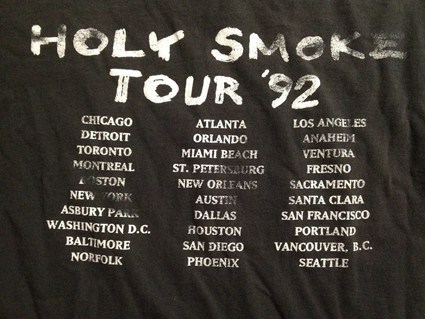 HOLY SMOKE
TOUR '92
CHICAGO
DETROIT
TORONTO
MONTREAL
BOSTON
NEW YORK
ASBURY PARK
WASHINGTON D.C.
BALTIMORE
NORFOLK
ATLANTA
ORLANDO
MIAMI BEACH
ST. PETERSBURG
NEW ORLEANS
AUSTIN
DALLAS
HOUSTON
SAN DIEGO
PHOENIX
LOS ANGELES
ANAHEIM
VENTURA
FRESNO
SACRAMENTO
SANTA CLARA
SAN FRANCISCO
PORTLAND
VANCOUVER, B.C.
SEATTLE